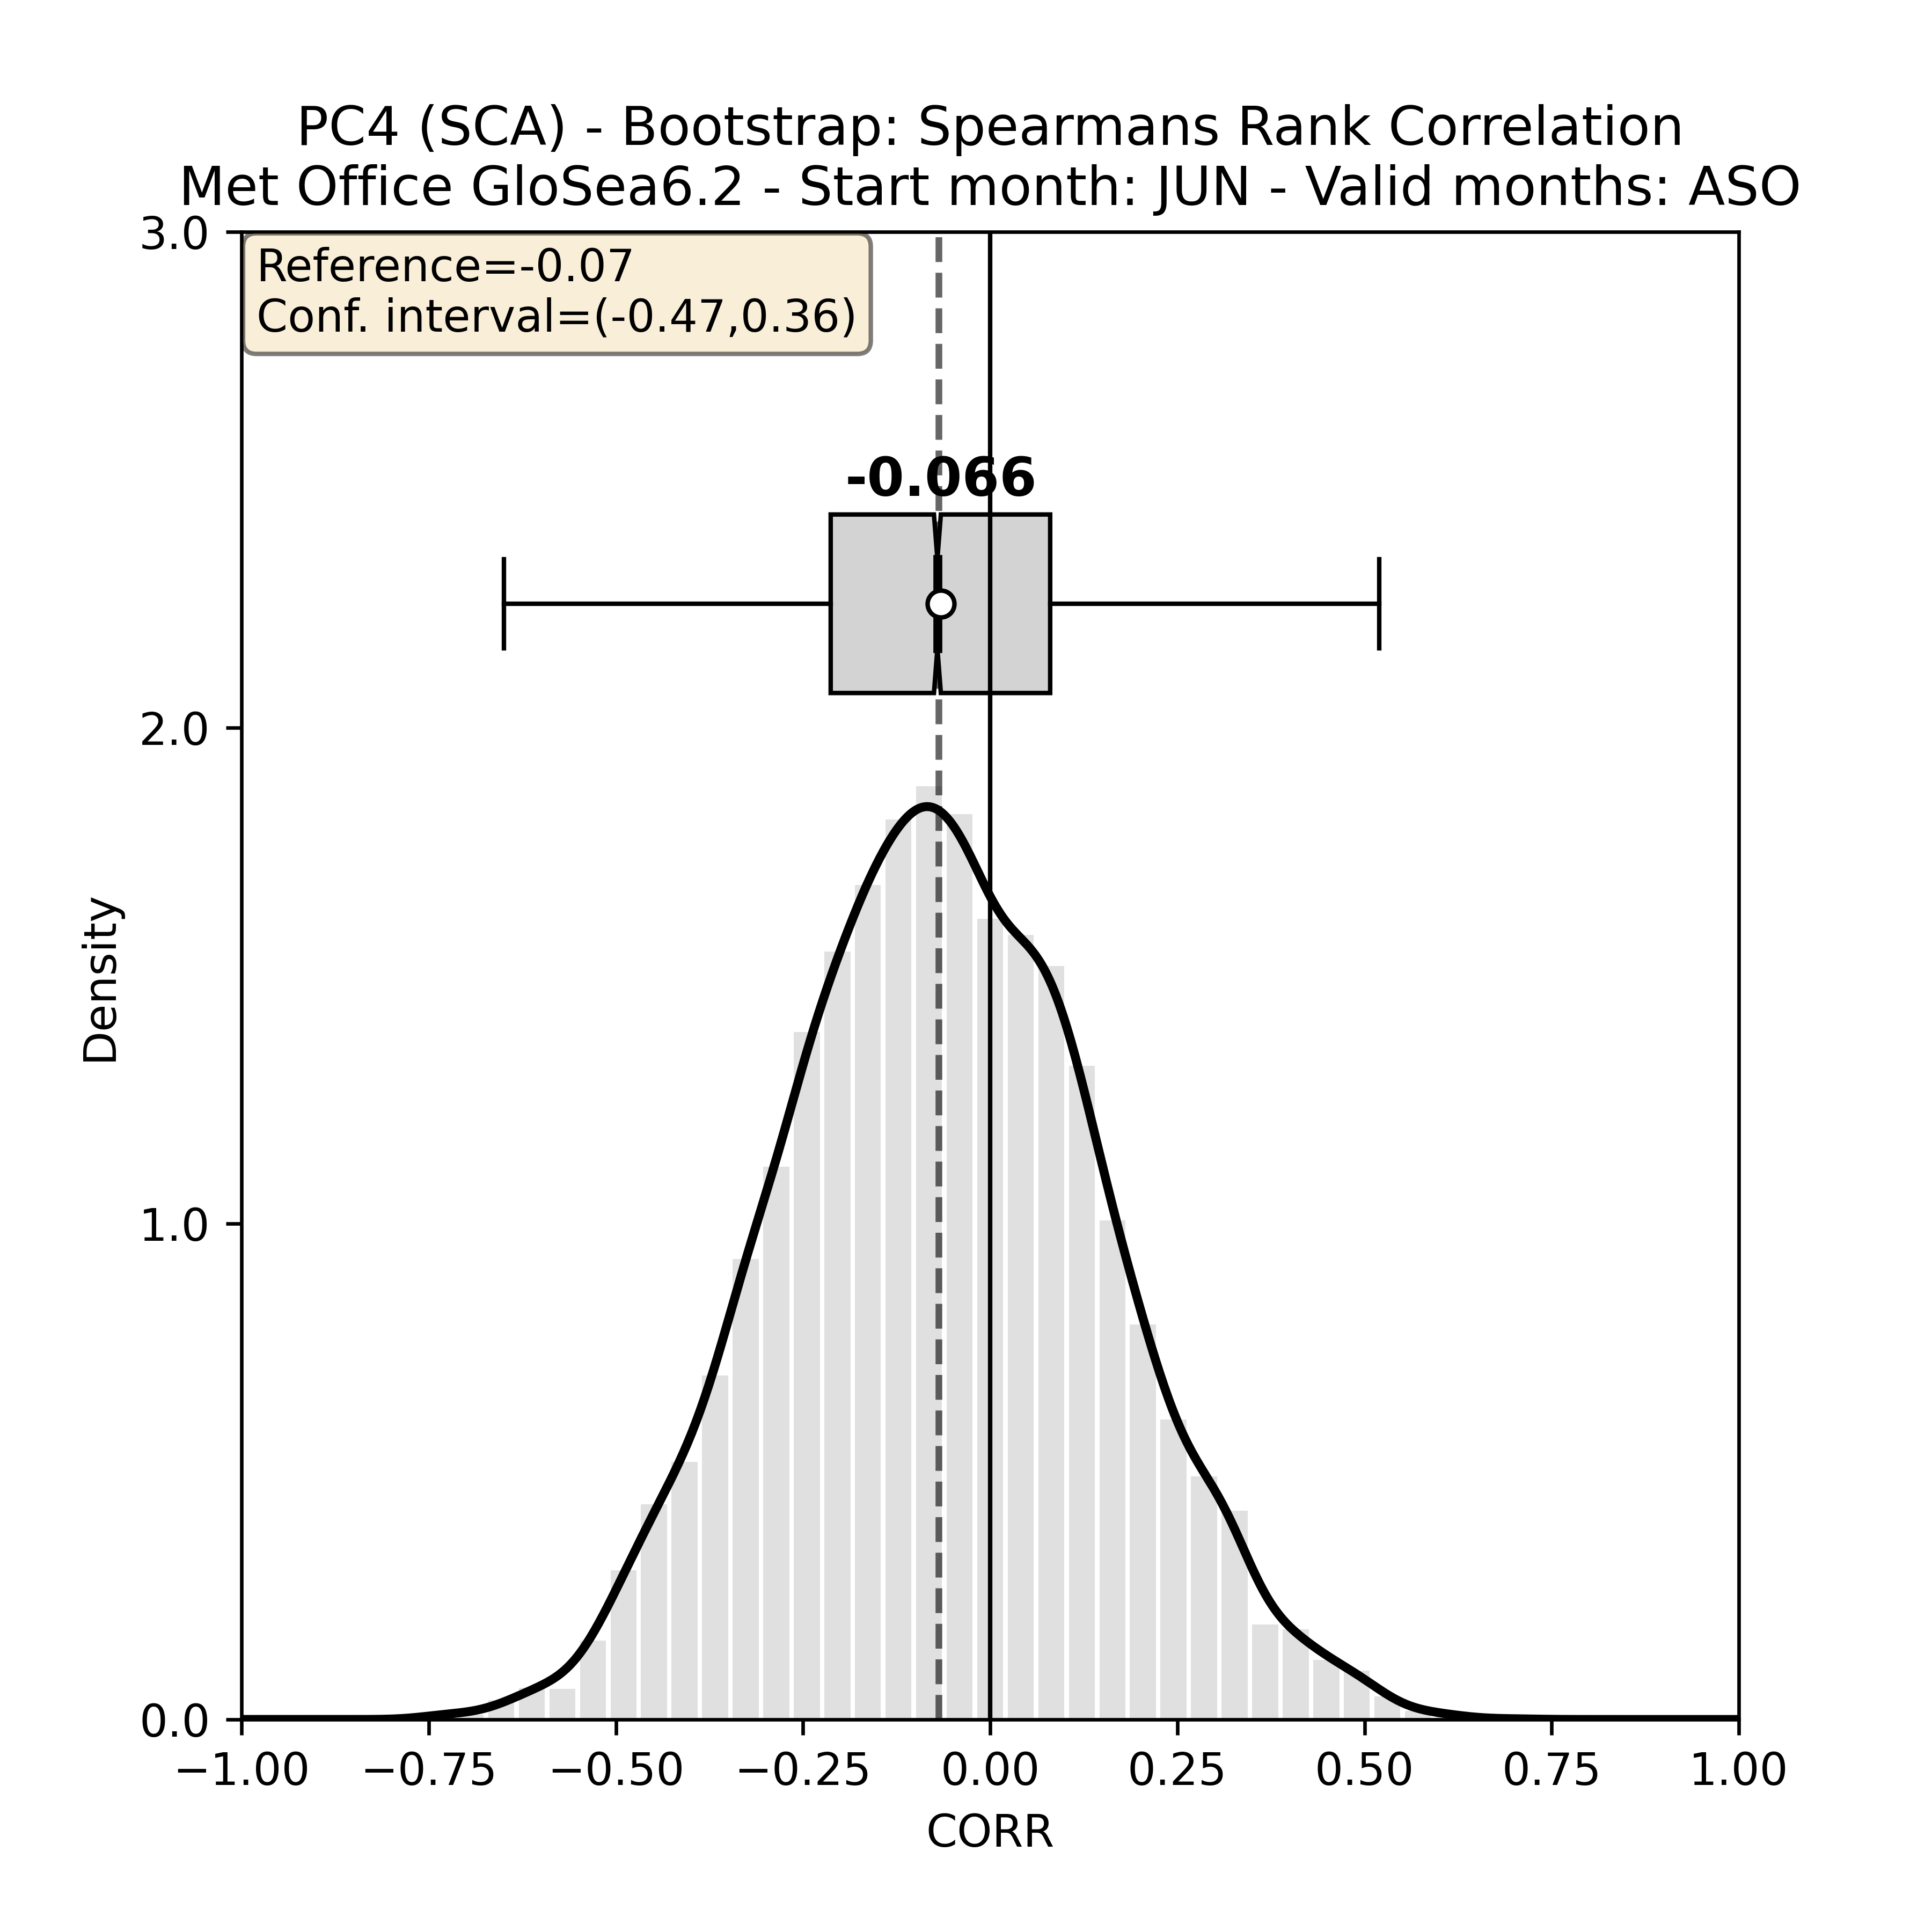 PC4 (SCA) - Bootstrap: Spearmans Rank Correlation
Met Office GloSea6.2 - Start month: JUN - Valid months: ASO
Reference=-0.07
Conf. interval=(-0.47,0.36)
-0.066
3.0
2.0
1.0
0.0
Density
−1.00 −0.75 −0.50 −0.25 0.00 0.25 0.50 0.75 1.00
CORR